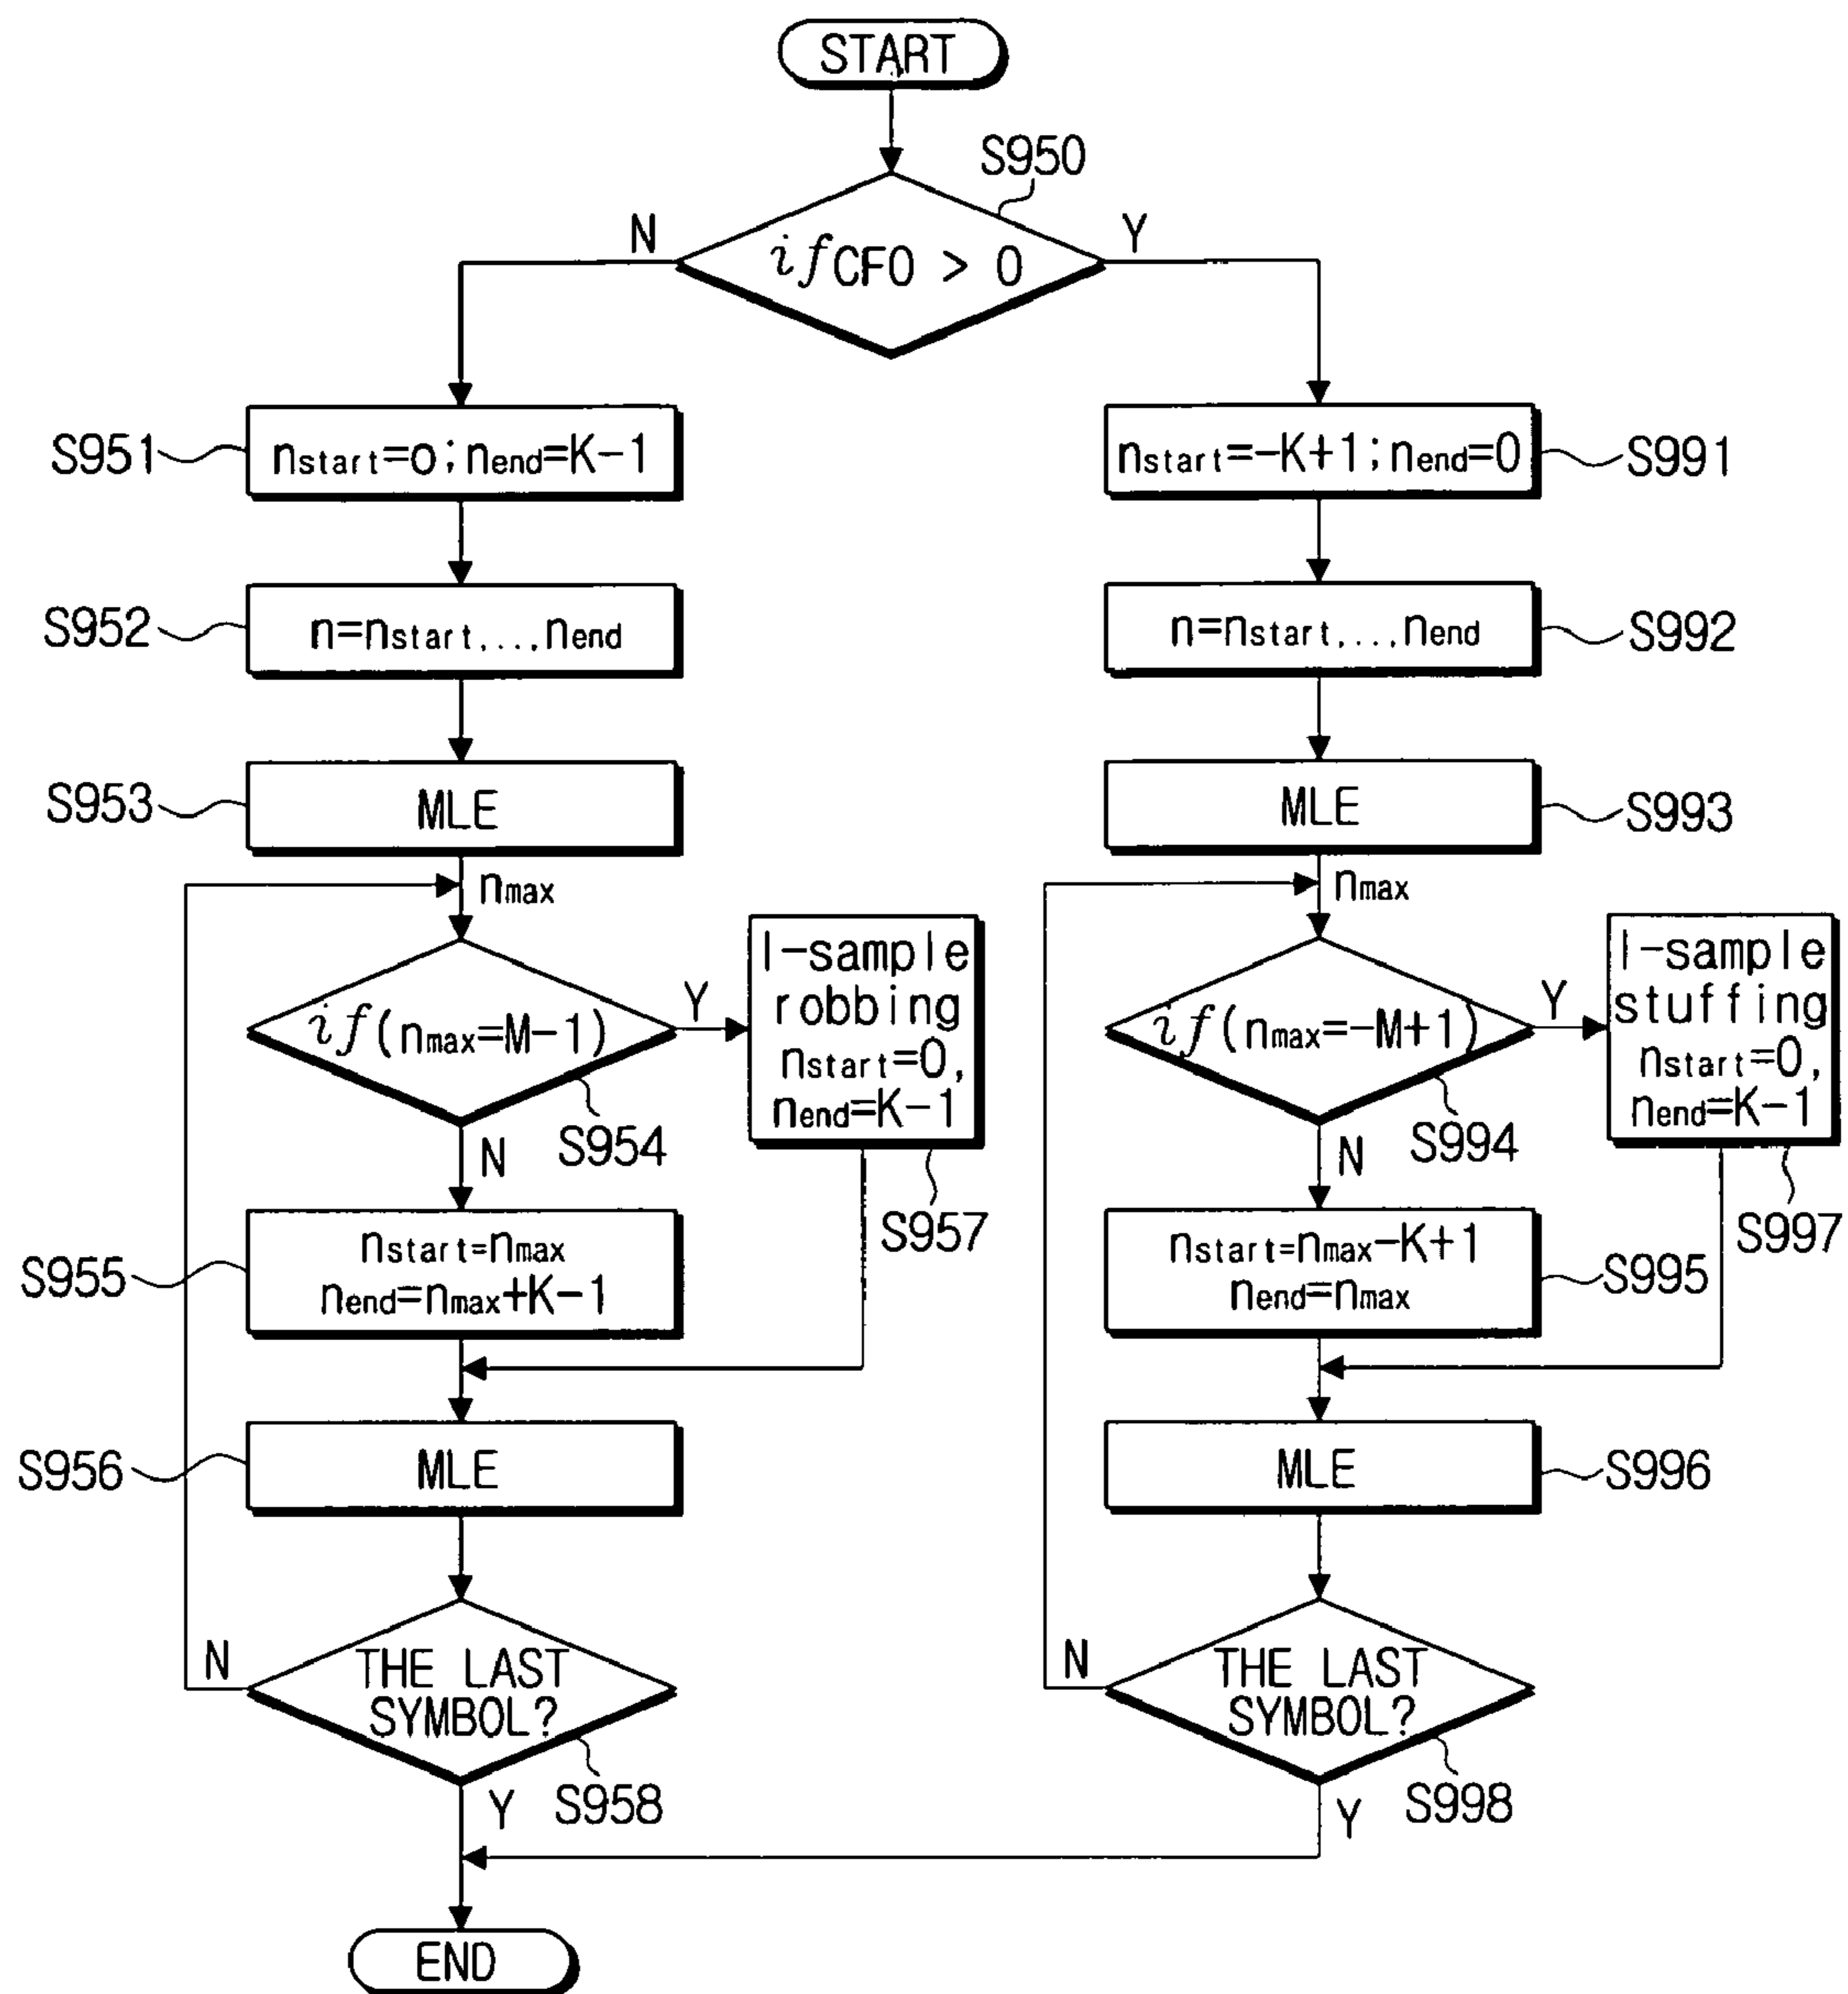 START
S950
N
Y
if CFO > 0
S951
nstart=o;nend=K-1
nstart=-K+1;nend=0
S991
S952
n=nstart,...,nend
n=nstart,...,nend
S992
S953
MLE
MLE
S993
nmax
nmax
if(nmax=M-1)
Y
l-sample
robbing
nstart=0,
nend=K-1
if(nmax=-M+1)
Y
l-sample
stuffing
nstart=0,
nend=K-1
S954
N
S957
S994
N
S997
S955
nstart=nmax
nend=nmax+K-1
nstart=nmax-K+1
nend=nmax
S995
S956
MLE
MLE
S996
N
THE LAST
SYMBOL?
N
THE LAST
SYMBOL?
S958
Y
S998
Y
END